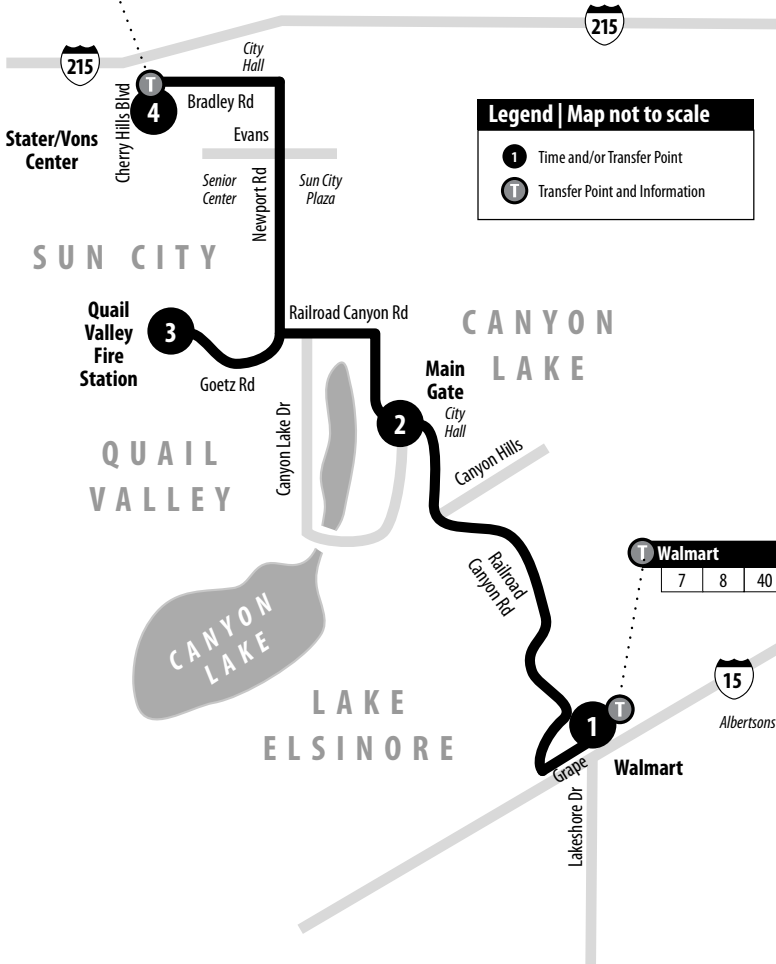 215
215
City
Hall
T
4
Bradley Rd
Cherry Hills Blvd
Stater/Vons
Center
Evans
Senior
Center
Newport Rd
Sun City
Plaza
Legend | Map not to scale
1 Time and/or Transfer Point
T Transfer Point and Information
SUN CITY
Quail
Valley
Fire
Station
3
Railroad Canyon Rd
Goetz Rd
CANYON
LAKE
Main
Gate
City
Hall
2
Canyon Lake Dr
QUAIL
VALLEY
Canyon Hills
Railroad
Canyon Rd
T Walmart
7 8 40
CANYON
LAKE
LAKE
ELSINORE
15
Albertsons
T
1
Grape
Walmart
Lakeshore Dr